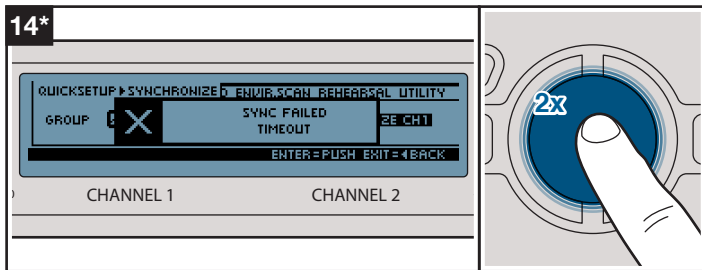 14*
QUICKSETUP▸SYNCHRONIZE ENVIR.SCAN REHEARSAL UTILITY
GROUP
SYNC FAILED
TIMEOUT
ZE CH1
ENTER=PUSH EXIT=◂BACK
CHANNEL 1 CHANNEL 2
2x